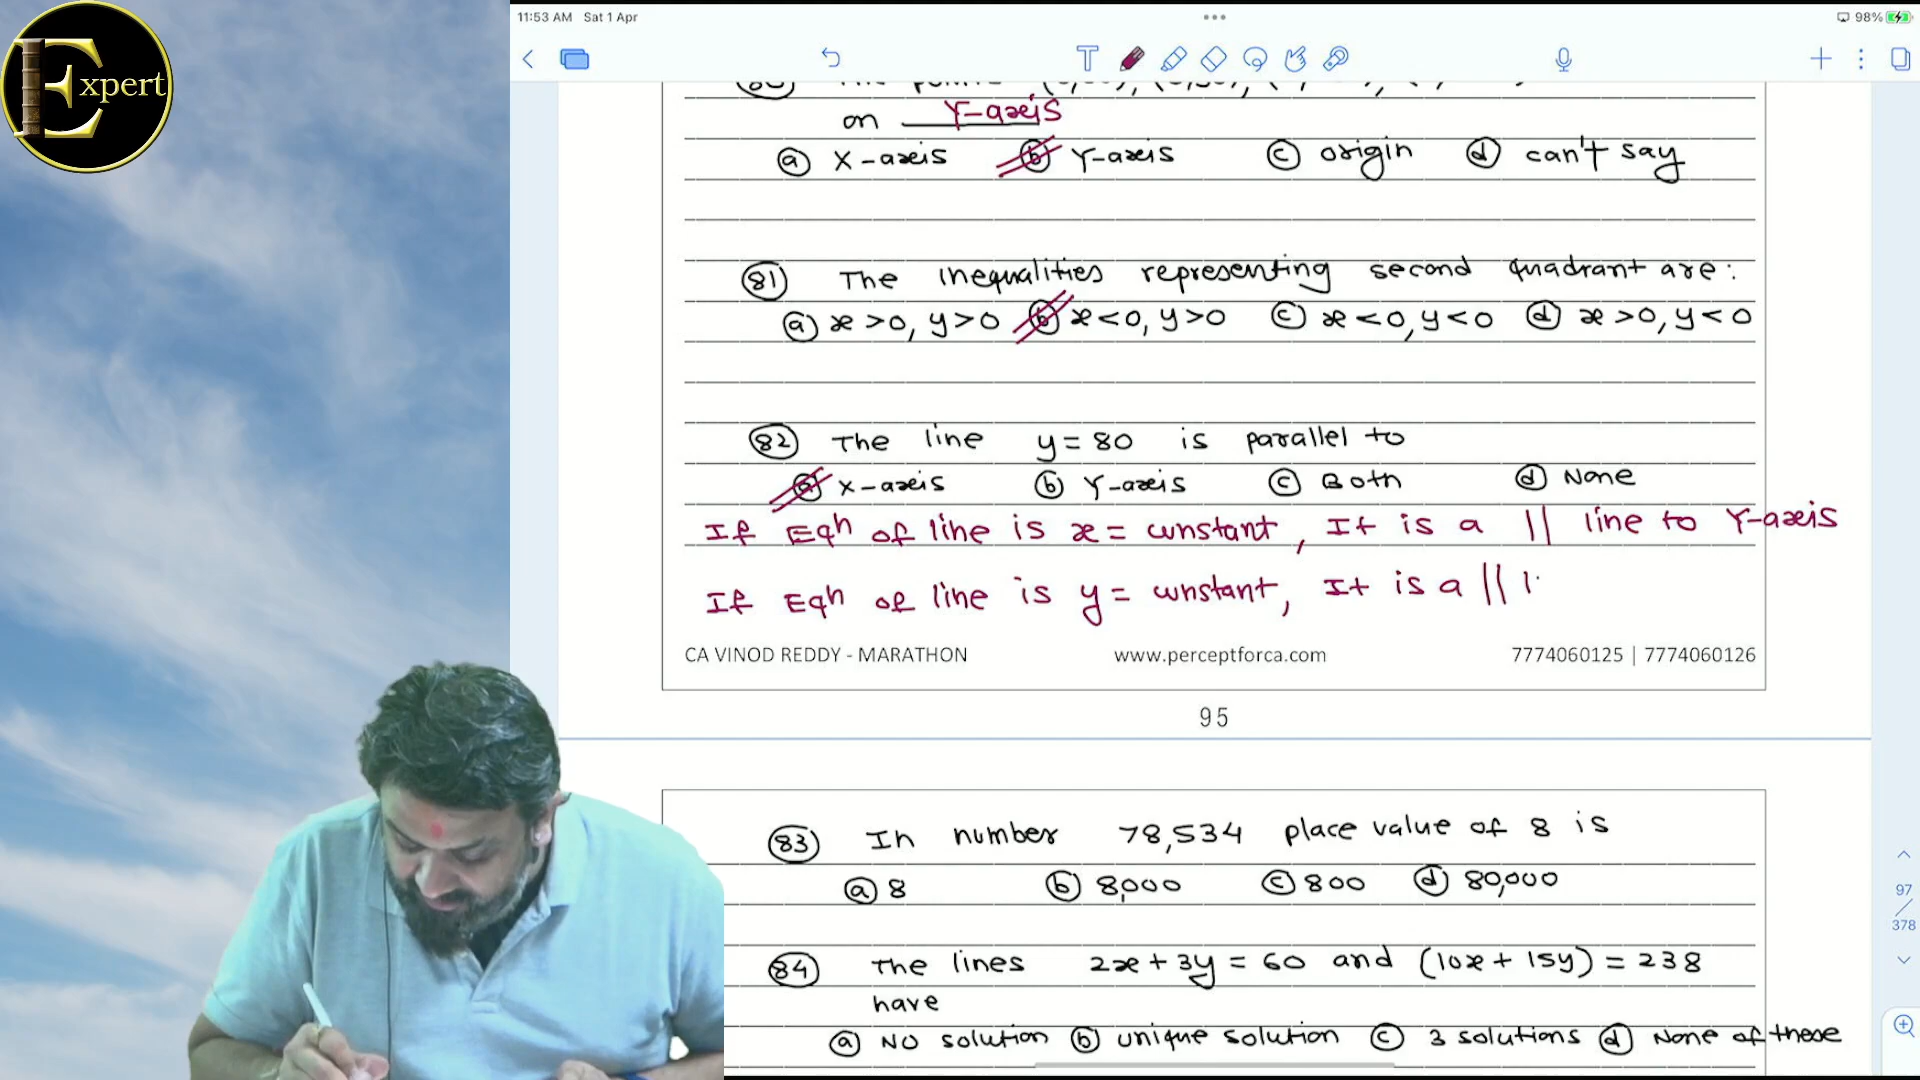 Expert
11:53 AM Sat 1 Apr
98%
T
on Y-axis
(a) X-axis (b) Y-axis (c) origin (d) can't say
(81) The inequalities representing second quadrant are:
(a) x >0, y>0 (b) x<0, y>0 (c) x <0, y<0 (d) x >0, y<0
(82) The line y = 80 is parallel to
(a) X-axis (b) Y-axis (c) Both (d) None
If Eqn of line is x = constant, It is a || line to Y-axis
If Eqn of line is y = constant, It is a || l
CA VINOD REDDY - MARATHON www.perceptforca.com 7774060125 | 7774060126
95
(83) In number 78,534 place value of 8 is
(a) 8 (b) 8,000 (c) 800 (d) 80,000
97
378
(84) The lines 2x + 3y = 60 and (10x + 15y) = 238
have
(a) No solution (b) unique solution (c) 3 solutions (d) None of these